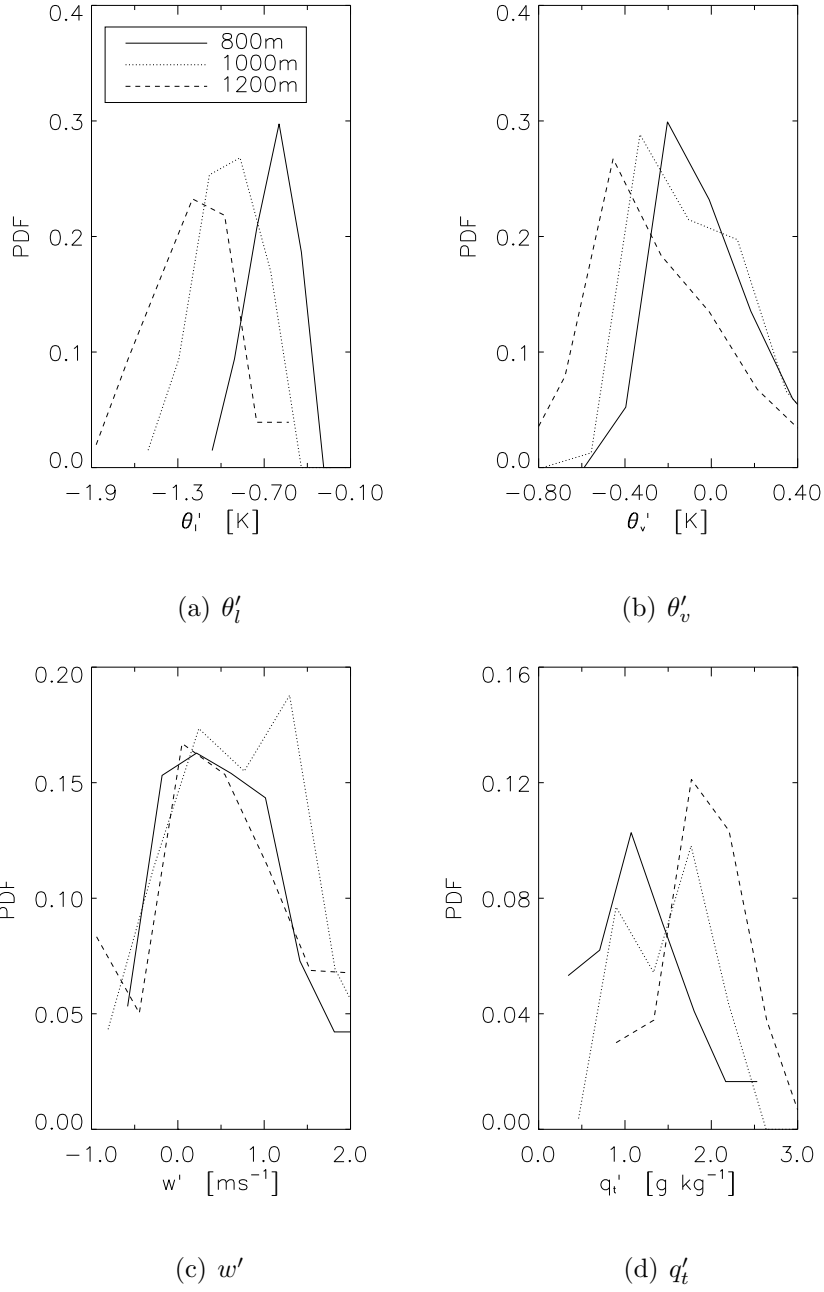 0.4
0.3
0.2
0.1
0.0
PDF
800m
1000m
1200m
−1.9 −1.3 −0.70 −0.10
θl' [K]
(a) θ′l
0.4
0.3
0.2
0.1
0.0
PDF
−0.80 −0.40 0.0 0.40
θv' [K]
(b) θ′v
0.20
0.15
0.10
0.05
0.00
PDF
−1.0 0.0 1.0 2.0
w' [ms−1]
(c) w′
0.16
0.12
0.08
0.04
0.00
PDF
0.0 1.0 2.0 3.0
qt' [g kg−1]
(d) q′t